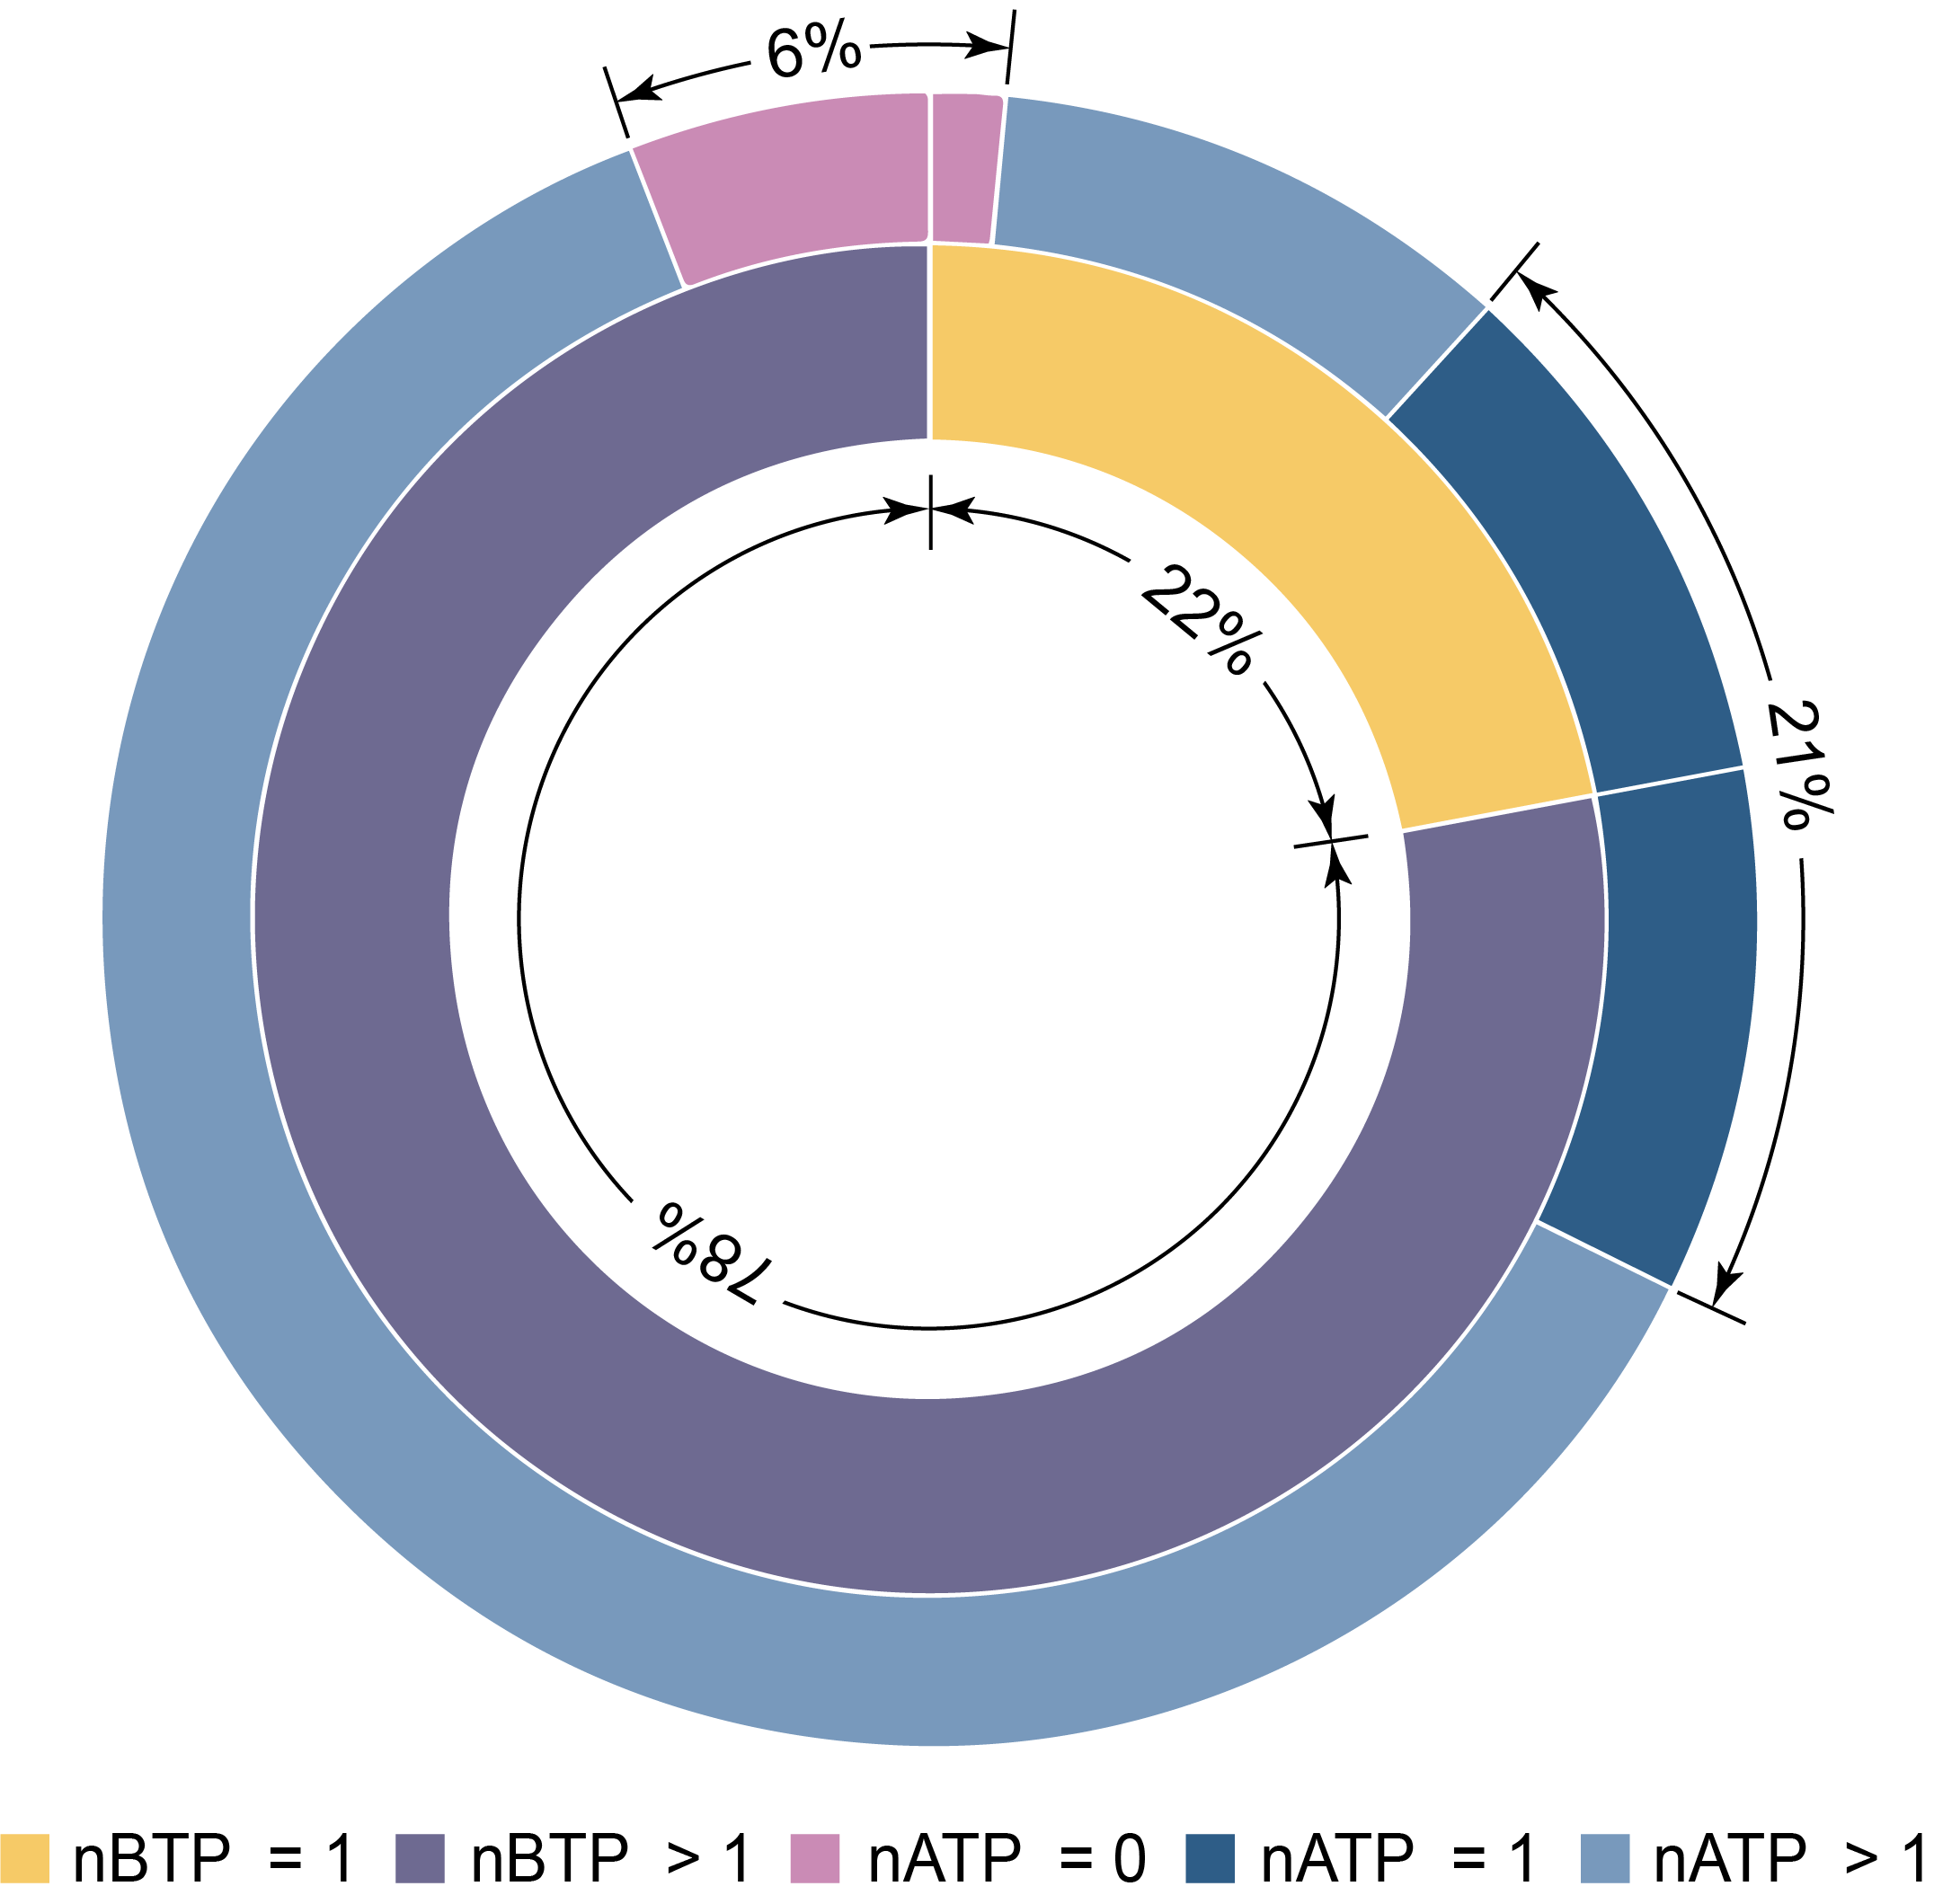 6%
22%
21%
78%
nBTP = 1 nBTP > 1 nATP = 0 nATP = 1 nATP > 1